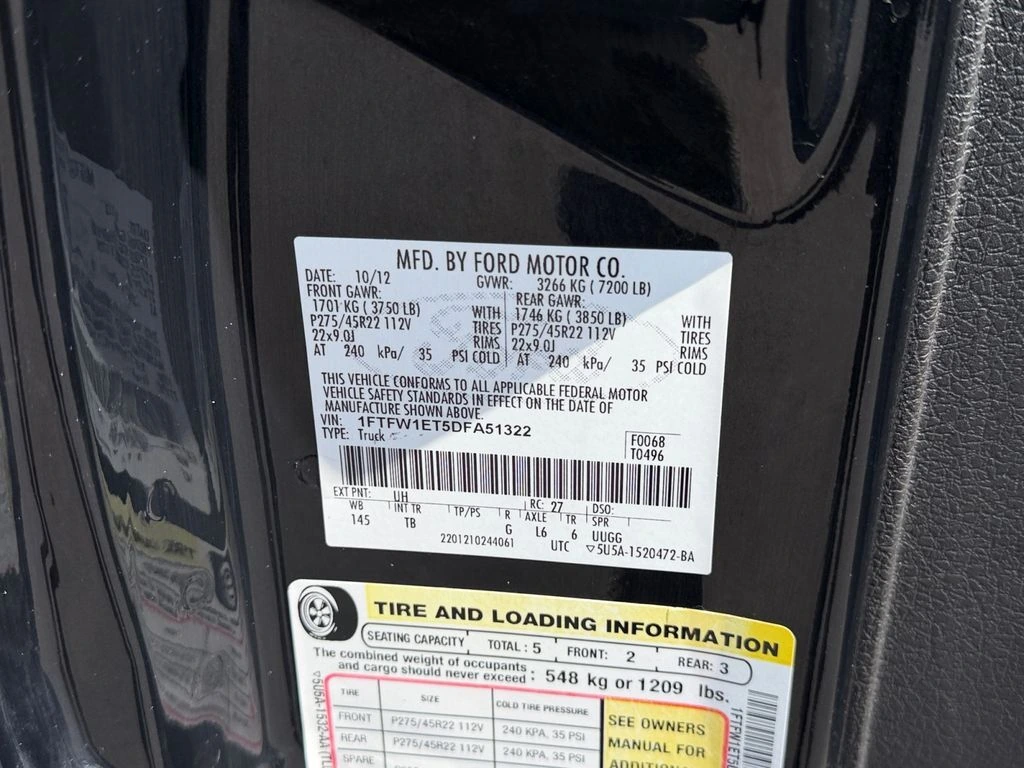 MFD. BY FORD MOTOR CO.
DATE: 10/12 GVWR: 3266 KG ( 7200 LB)
FRONT GAWR: REAR GAWR:
1701 KG ( 3750 LB) WITH 1746 KG ( 3850 LB) WITH
P275/45R22 112V TIRES P275/45R22 112V TIRES
22x9.0J RIMS 22x9.0J RIMS
AT 240 kPa/ 35 PSI COLD AT 240 kPa/ 35 PSI COLD
THIS VEHICLE CONFORMS TO ALL APPLICABLE FEDERAL MOTOR
VEHICLE SAFETY STANDARDS IN EFFECT ON THE DATE OF
MANUFACTURE SHOWN ABOVE.
VIN: 1FTFW1ET5DFA51322
TYPE: Truck
F0068
T0496
EXT PNT: UH RC: 27 DSO:
WB INT TR TP/PS R AXLE TR SPR
145 TB G L6 6 UUGG
2201210244061 UTC ▽5U5A-1520472-BA
TIRE AND LOADING INFORMATION
SEATING CAPACITY TOTAL : 5 FRONT: 2 REAR: 3
The combined weight of occupants
and cargo should never exceed : 548 kg or 1209 lbs.
TIRE SIZE COLD TIRE PRESSURE
FRONT P275/45R22 112V 240 KPA, 35 PSI
REAR P275/45R22 112V 240 KPA, 35 PSI
SPARE
SEE OWNERS
MANUAL FOR
ADDITIONAL